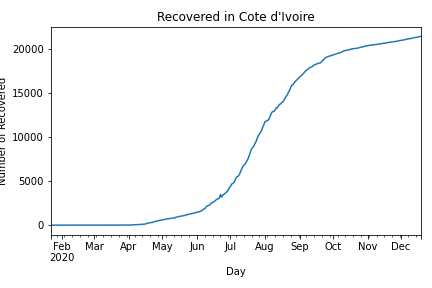 Recovered in Cote d'Ivoire
Number of Recovered
20000
15000
10000
5000
0
Feb Mar Apr May Jun Jul Aug Sep Oct Nov Dec
2020
Day